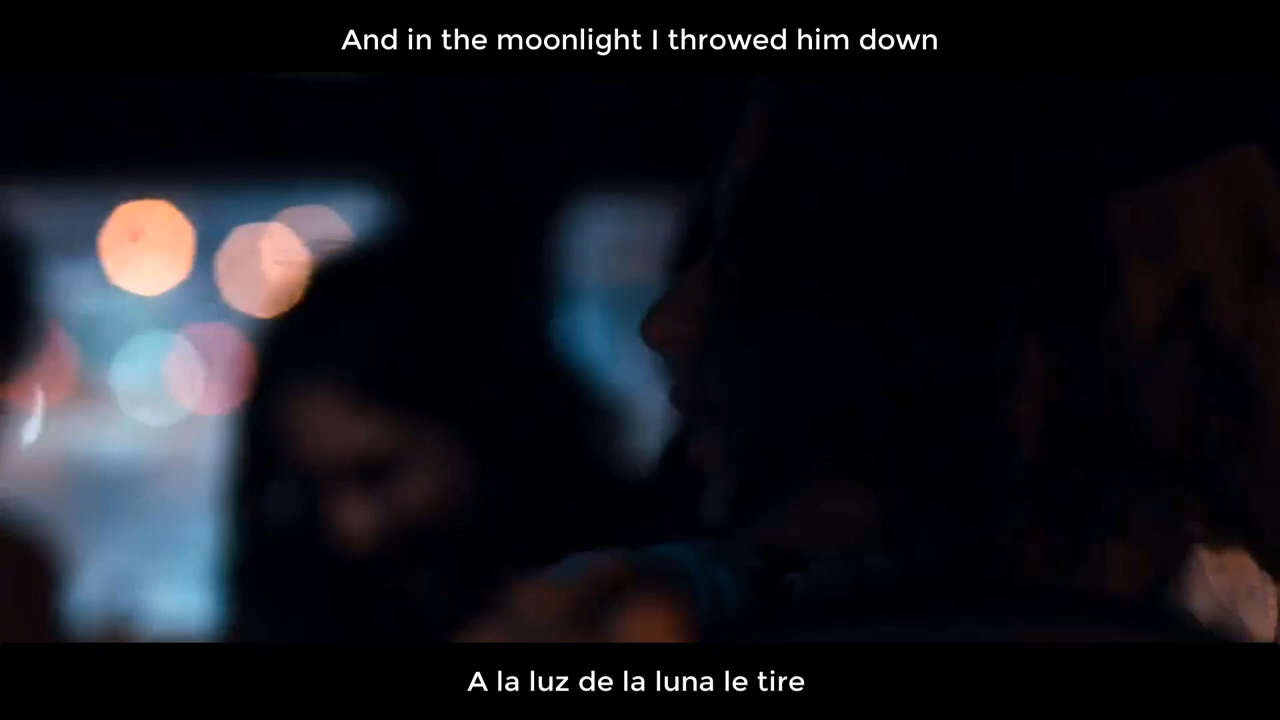 And in the moonlight I throwed him down
A la luz de la luna le tire